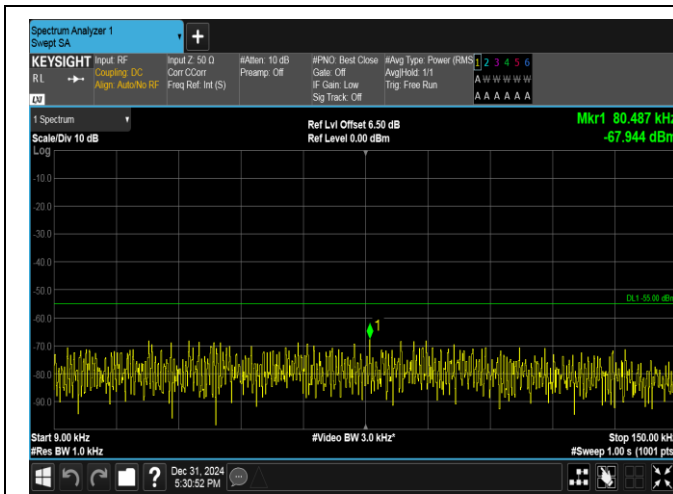 Spectrum Analyzer 1
Swept SA
KEYSIGHT
RL
LXI
Input: RF
Coupling: DC
Align: Auto/No RF
Input Z: 50 Ω
Corr CCorr
Freq Ref: Int (S)
#Atten: 10 dB
Preamp: Off
#PNO: Best Close
Gate: Off
IF Gain: Low
Sig Track: Off
#Avg Type: Power (RMS
Avg|Hold: 1/1
Trig: Free Run
1 2 3 4 5 6
A W W W W W
A A A A A A
1 Spectrum
Scale/Div 10 dB
Log
Ref Lvl Offset 6.50 dB
Ref Level 0.00 dBm
Mkr1 80.487 kHz
-67.944 dBm
-10.0
-20.0
-30.0
-40.0
-50.0
-60.0
-70.0
-80.0
-90.0
DL1 -55.00 dBm
1
Start 9.00 kHz
#Res BW 1.0 kHz
#Video BW 3.0 kHz*
Stop 150.00 kHz
#Sweep 1.00 s (1001 pts
?
Dec 31, 2024
5:30:52 PM